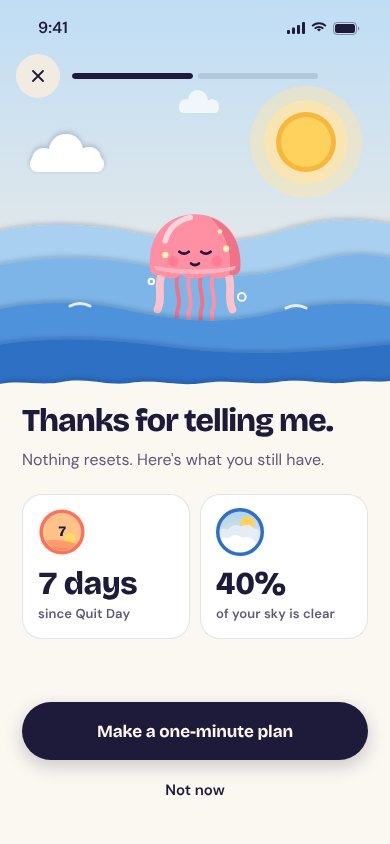 9:41
Thanks for telling me.
Nothing resets. Here's what you still have.
7
7 days
since Quit Day
40%
of your sky is clear
Make a one-minute plan
Not now